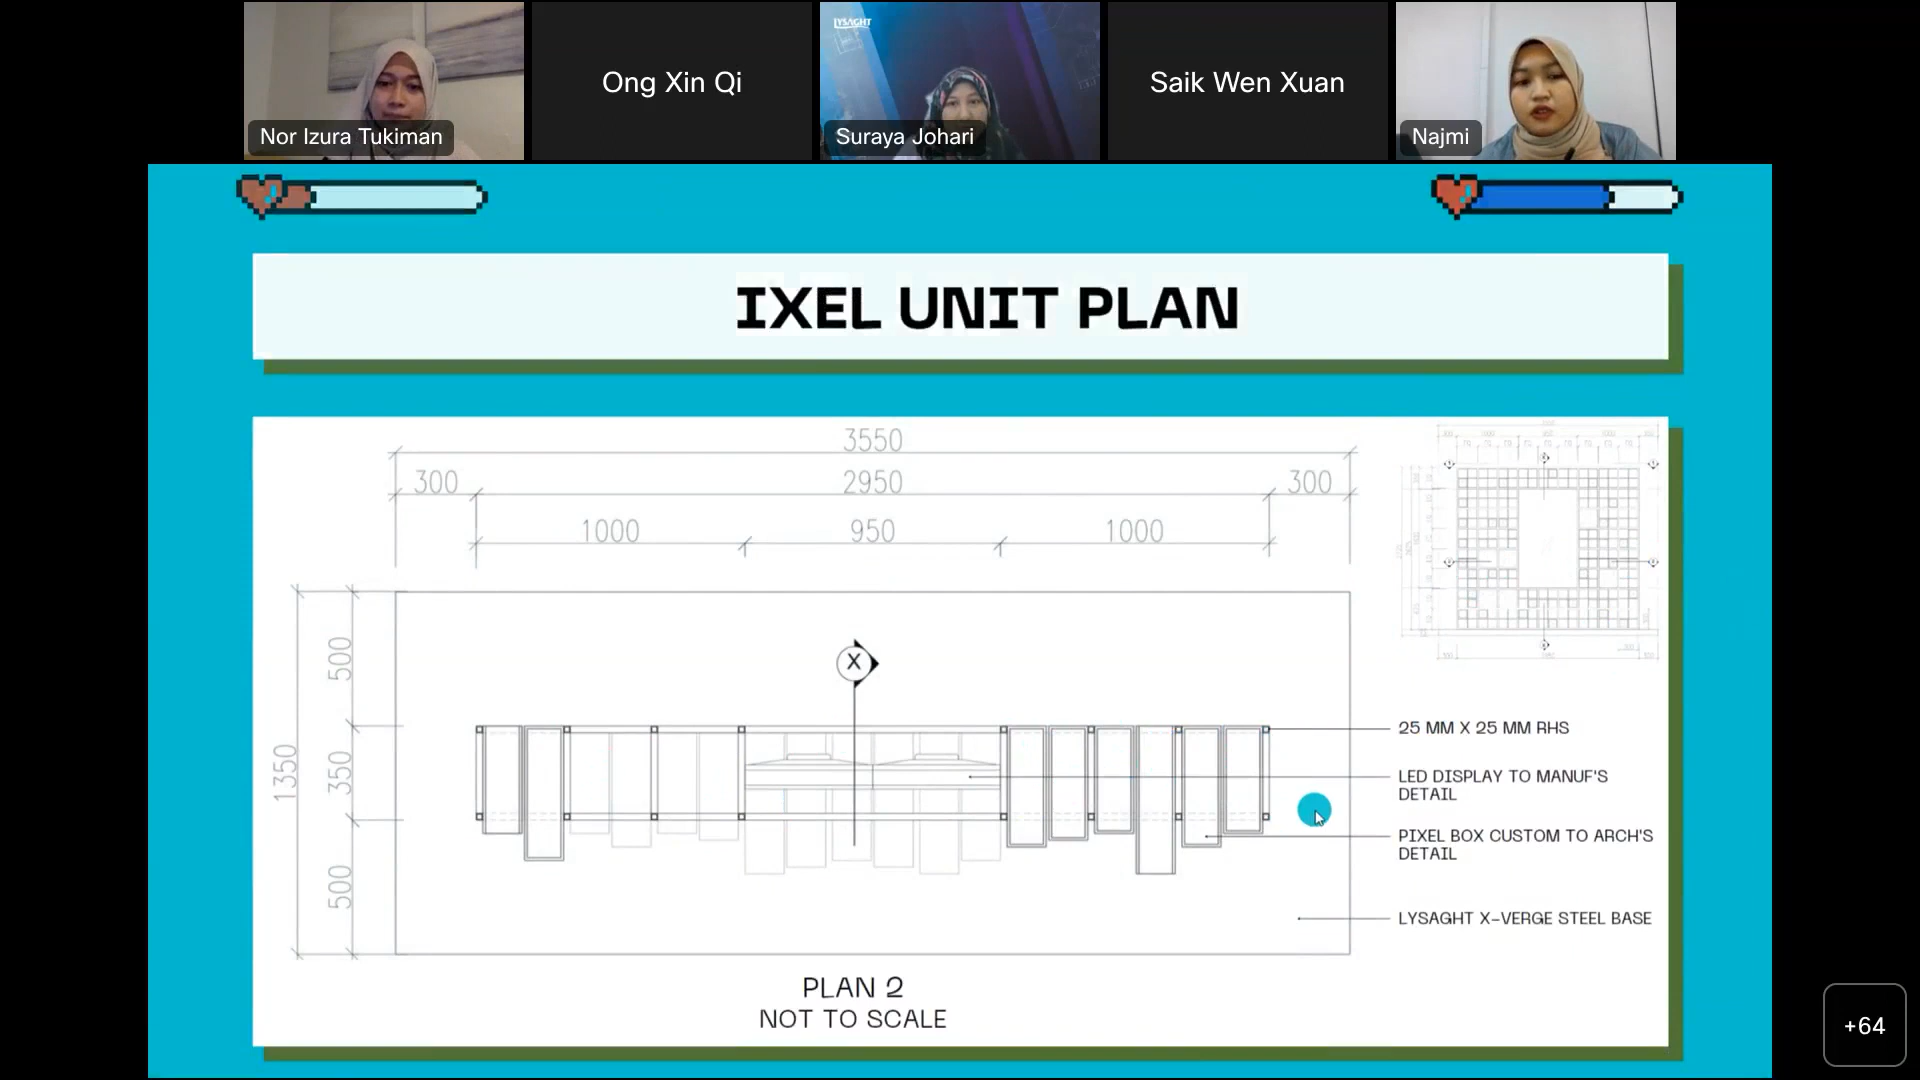 LYSAGHT
Ong Xin Qi
Saik Wen Xuan
Nor Izura Tukiman
Suraya Johari
Najmi
IXEL UNIT PLAN
3550
300
2950
300
1000
950
1000
500
1350
350
500
X
25 MM X 25 MM RHS
LED DISPLAY TO MANUF'S
DETAIL
PIXEL BOX CUSTOM TO ARCH'S
DETAIL
LYSAGHT X-VERGE STEEL BASE
PLAN 2
NOT TO SCALE
+64